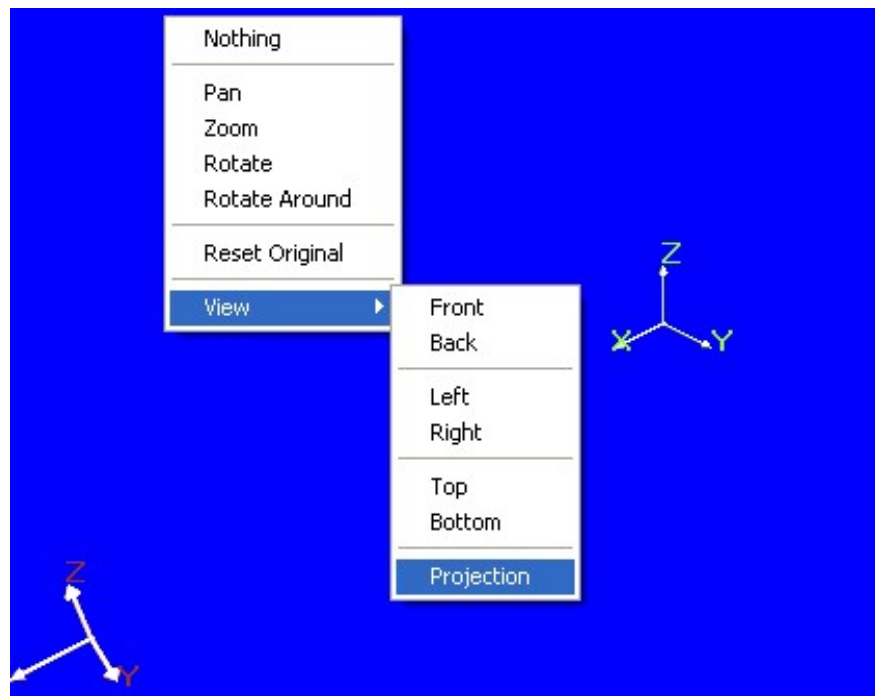 Nothing
Pan
Zoom
Rotate
Rotate Around
Reset Original
View
Front
Back
Left
Right
Top
Bottom
Projection
Z
X
Y
Z
Y